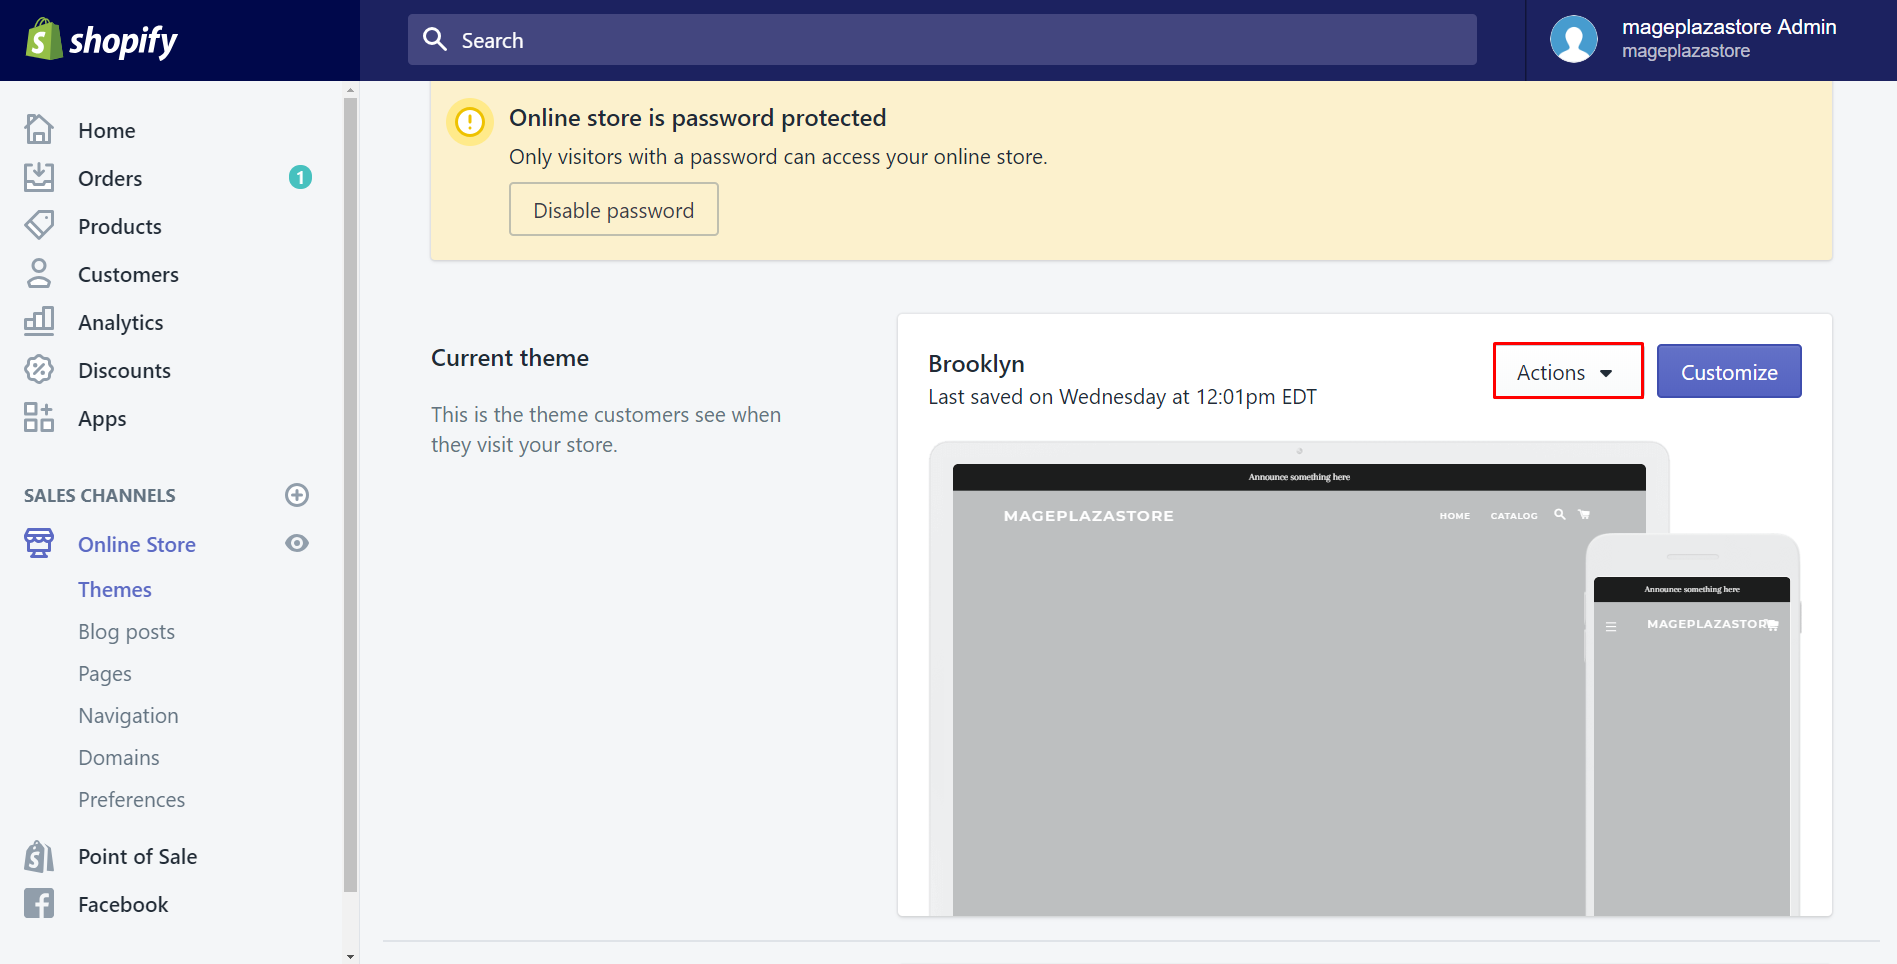 shopify
Search
mageplazastore Admin
mageplazastore
Home
Orders
1
Products
Customers
Analytics
Discounts
Apps
SALES CHANNELS
Online Store
Themes
Blog posts
Pages
Navigation
Domains
Preferences
Point of Sale
Facebook
Online store is password protected
Only visitors with a password can access your online store.
Disable password
Current theme
This is the theme customers see when
they visit your store.
Brooklyn
Last saved on Wednesday at 12:01pm EDT
Actions
Customize
Announce something here
MAGEPLAZASTORE
HOME CATALOG
Announce something here
MAGEPLAZASTORE